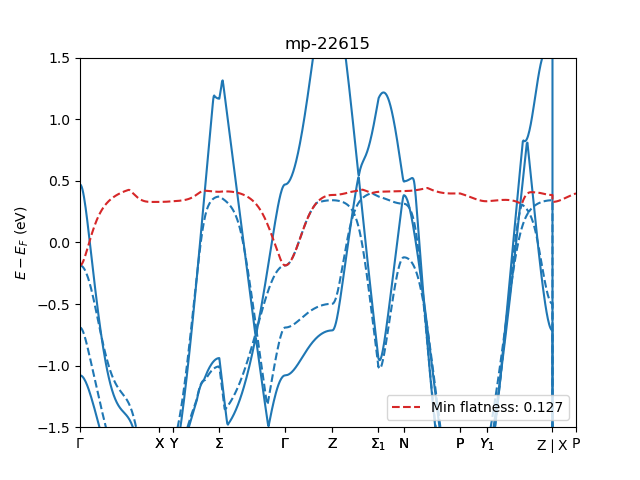 mp-22615
E − E_F (eV)
1.5
1.0
0.5
0.0
−0.5
−1.0
−1.5
Min flatness: 0.127
Γ X Y Σ Γ Z Σ₁ N P Y₁ Z | X P